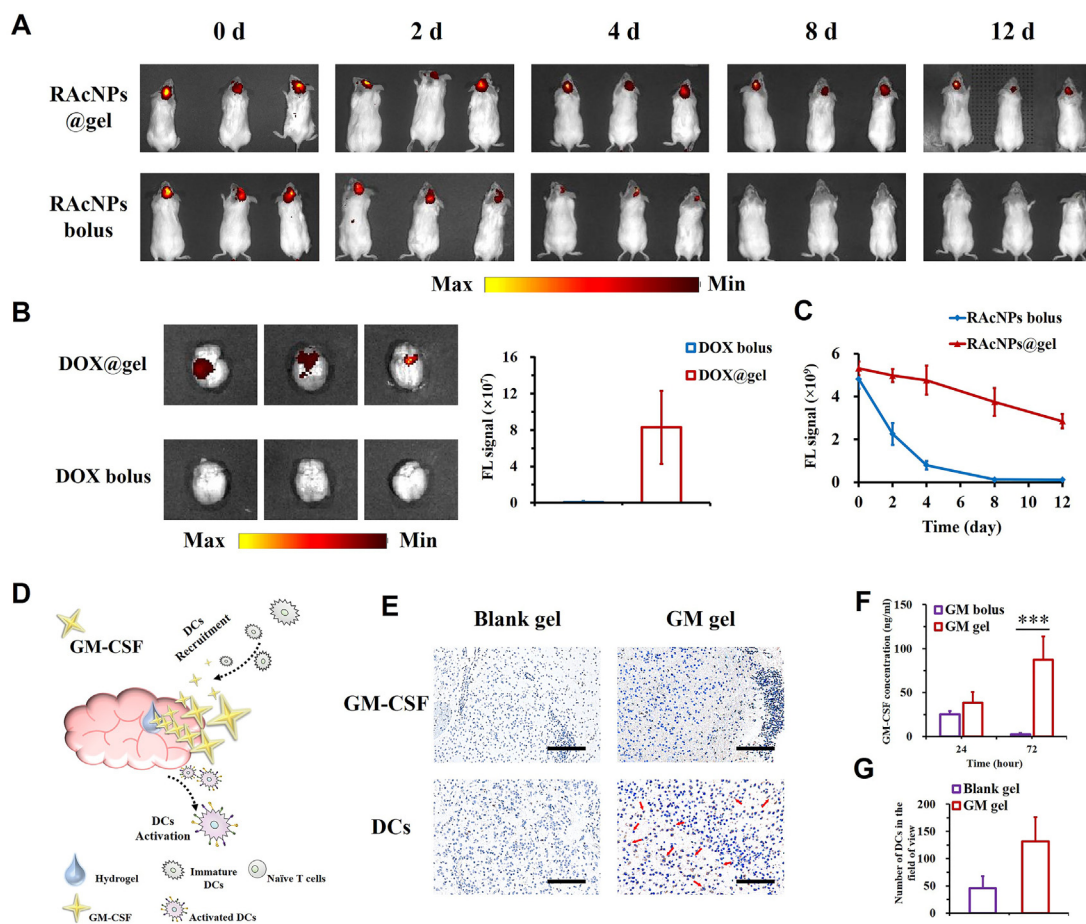 A
0 d
2 d
4 d
8 d
12 d
RAcNPs
@gel
RAcNPs
bolus
Max
Min
B
DOX@gel
DOX bolus
Max
Min
FL signal (×10⁷)
16
12
8
4
0
DOX bolus
DOX@gel
C
RAcNPs bolus
RAcNPs@gel
FL signal (×10⁹)
6
4
2
0
0
2
4
6
8
10
12
Time (day)
D
GM-CSF
DCs
Recruitment
DCs
Activation
Hydrogel
Immature
DCs
Naïve T cells
GM-CSF
Activated DCs
E
Blank gel
GM gel
GM-CSF
DCs
F
GM-CSF concentration (ng/ml)
150
125
100
75
50
25
0
GM bolus
GM gel
***
24
72
Time (hour)
G
Blank gel
GM gel
Number of DCs in the
field of view
200
150
100
50
0